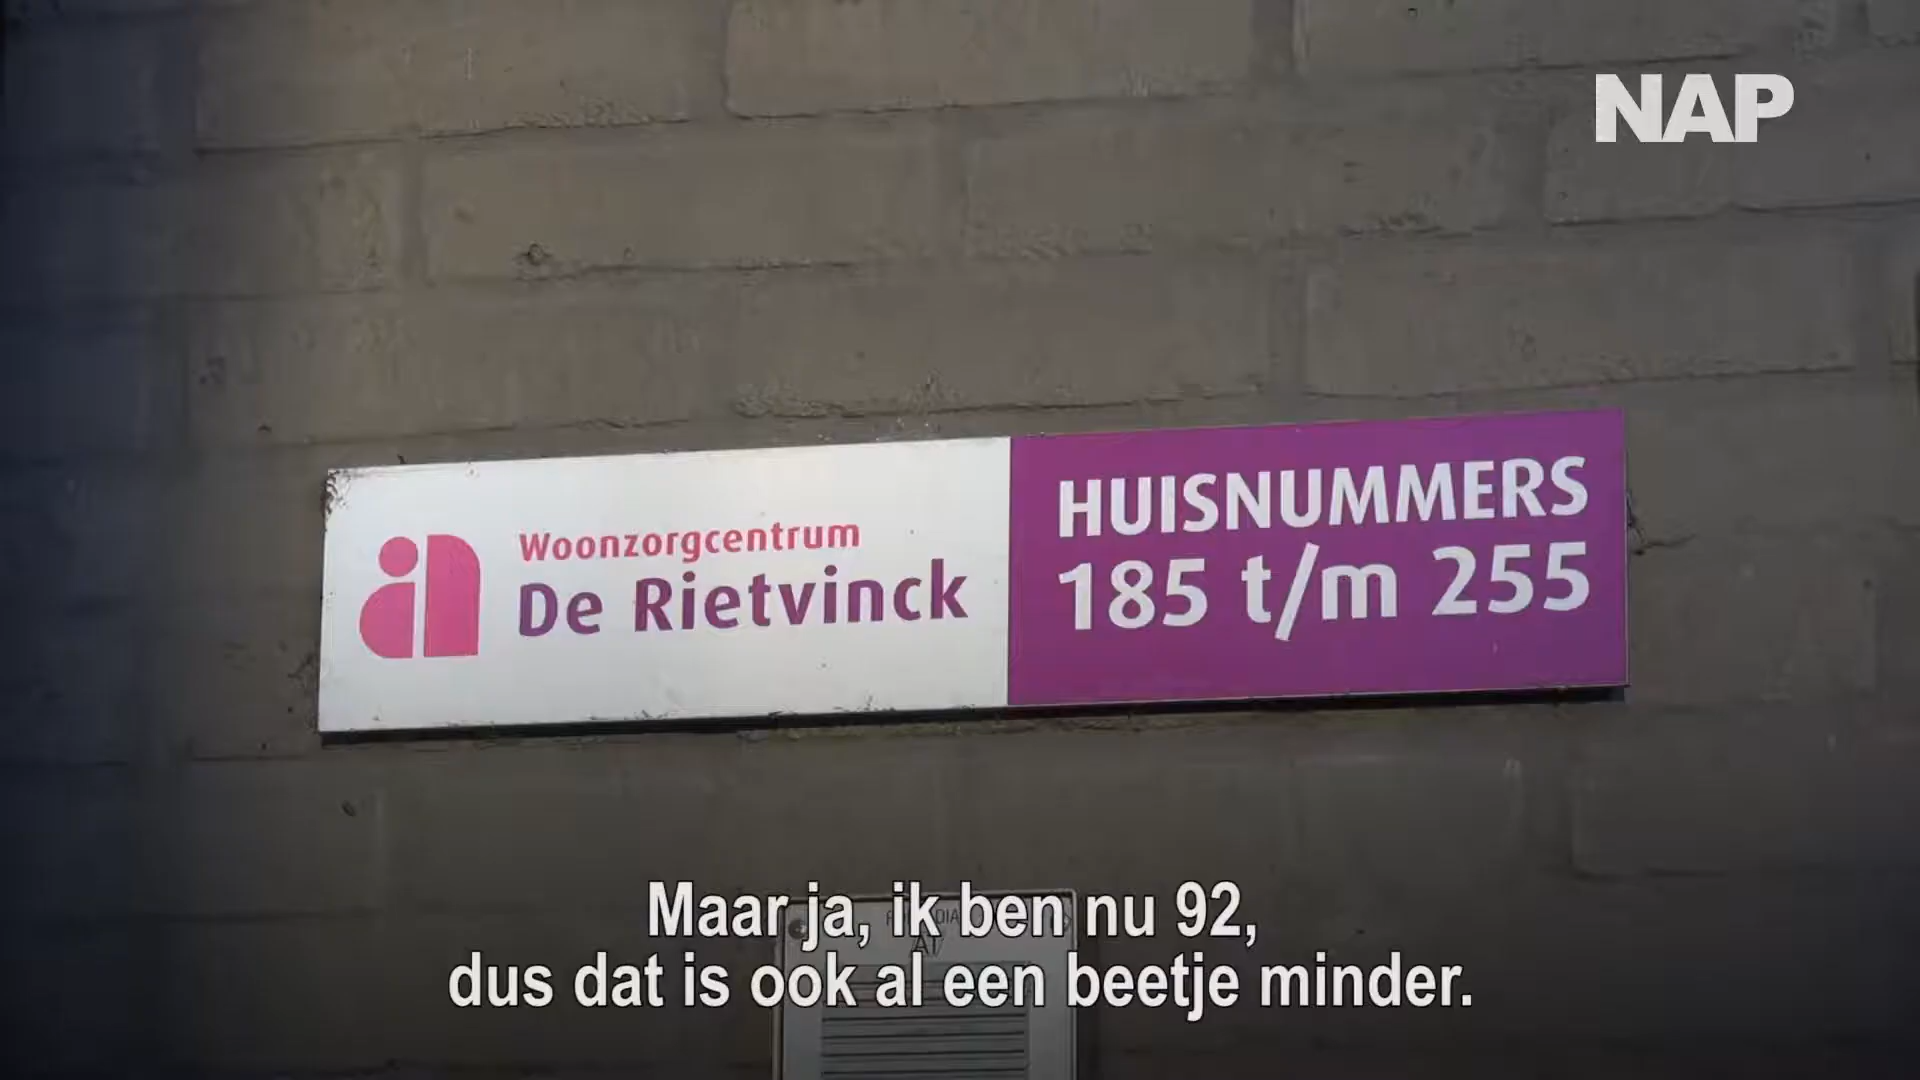 NAP
Woonzorgcentrum
De Rietvinck
HUISNUMMERS
185 t/m 255
Maar ja, ik ben nu 92,
dus dat is ook al een beetje minder.